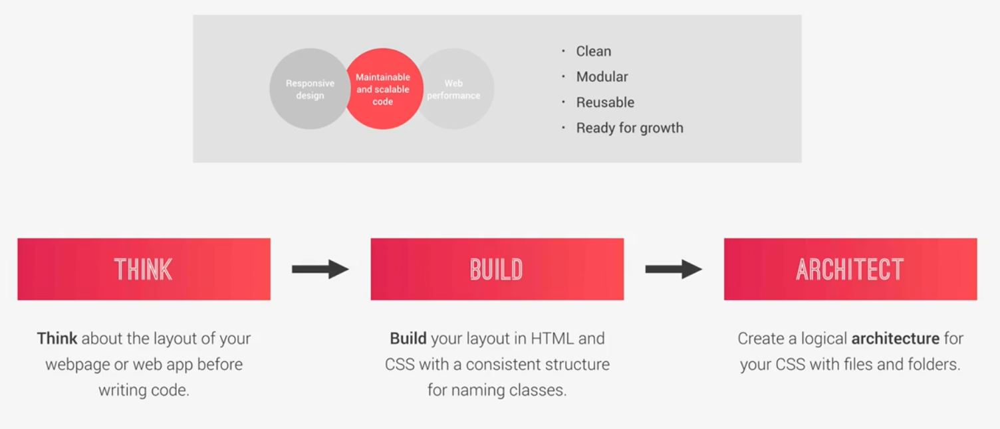 Responsive
design
Maintainable
and scalable
code
Web
performance
· Clean
· Modular
· Reusable
· Ready for growth
THINK
BUILD
ARCHITECT
Think about the layout of your
webpage or web app before
writing code.
Build your layout in HTML and
CSS with a consistent structure
for naming classes.
Create a logical architecture for
your CSS with files and folders.